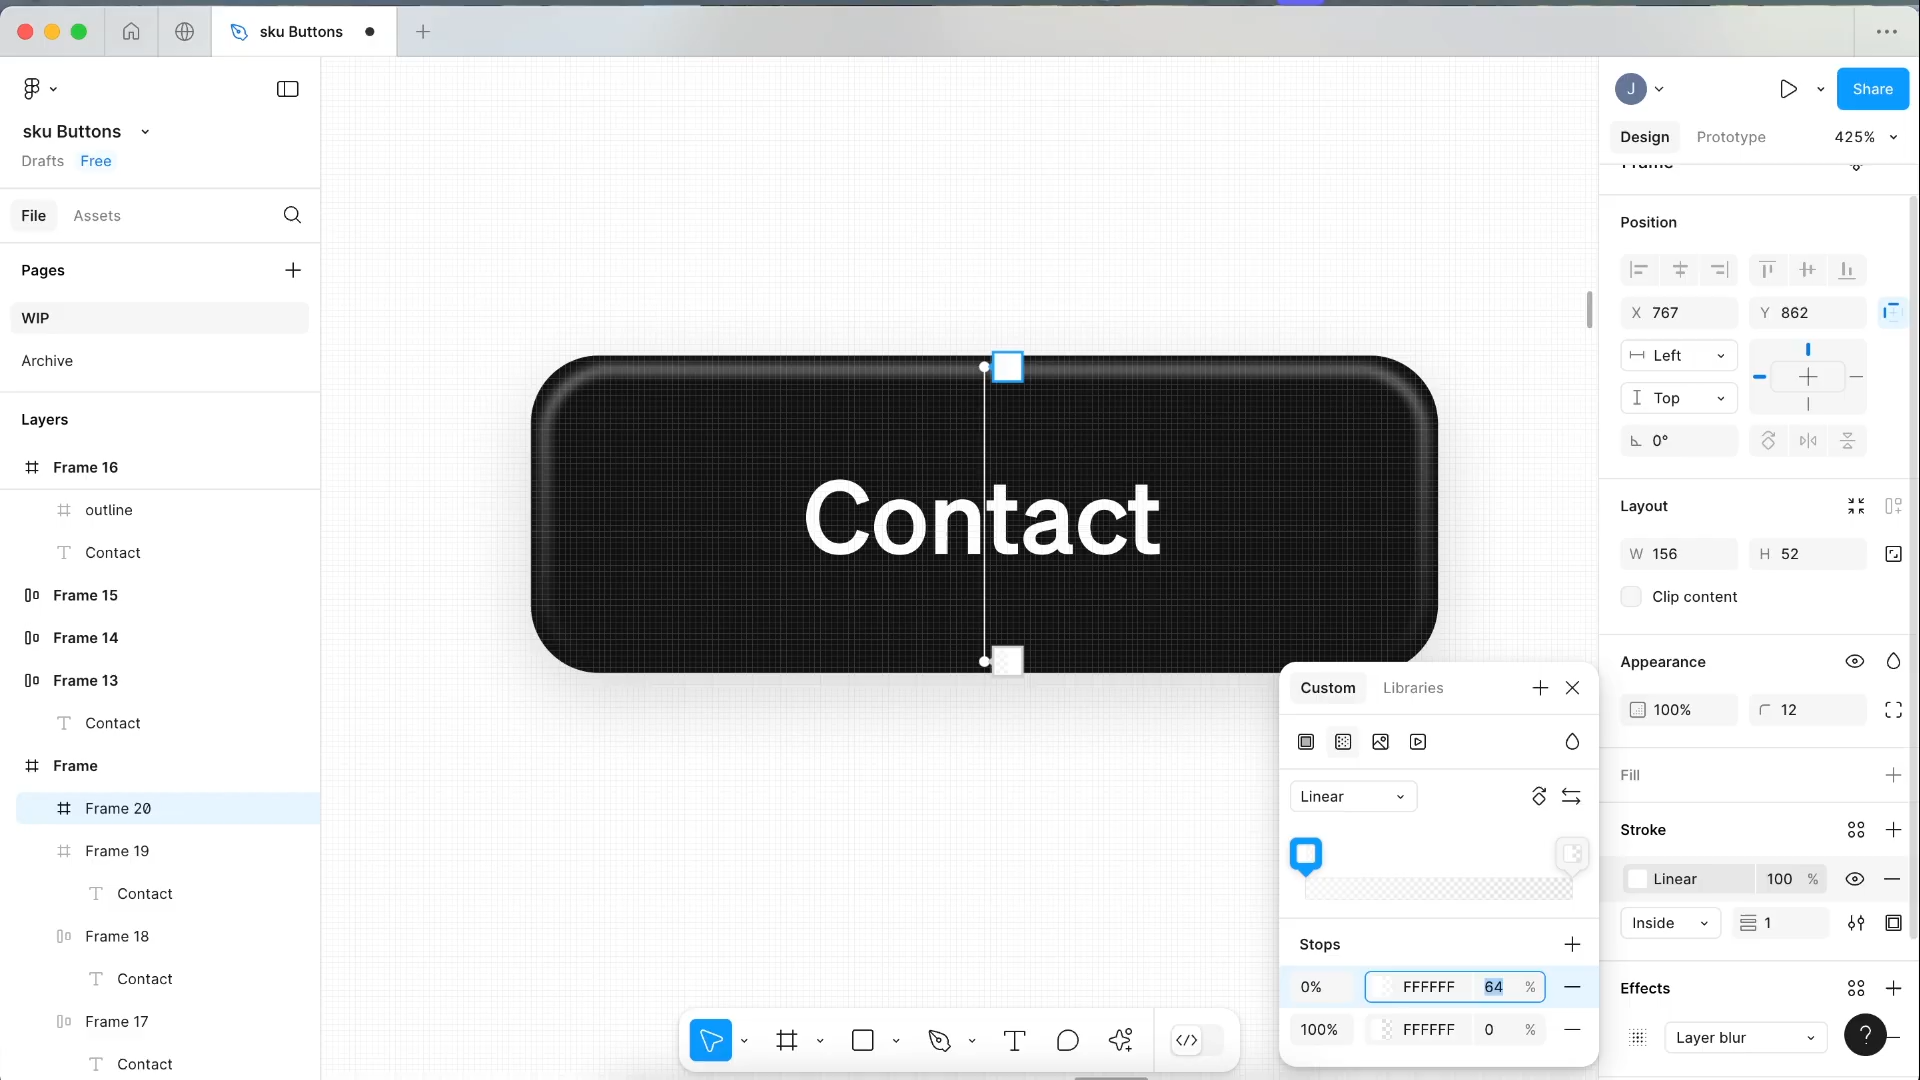 sku Buttons
sku Buttons
Drafts Free
File Assets
Pages
WIP
Archive
Layers
Frame 16
outline
Contact
Frame 15
Frame 14
Frame 13
Contact
Frame
Frame 20
Frame 19
Contact
Frame 18
Contact
Frame 17
Contact
Contact
J
Share
Design Prototype 425%
Frame
Position
X 767 Y 862
Left
Top
0°
Layout
W 156 H 52
Clip content
Appearance
100% 12
Fill
Stroke
Linear 100 %
Inside 1
Effects
Layer blur
?
Custom Libraries
Linear
Stops
0% FFFFFF 64 %
100% FFFFFF 0 %